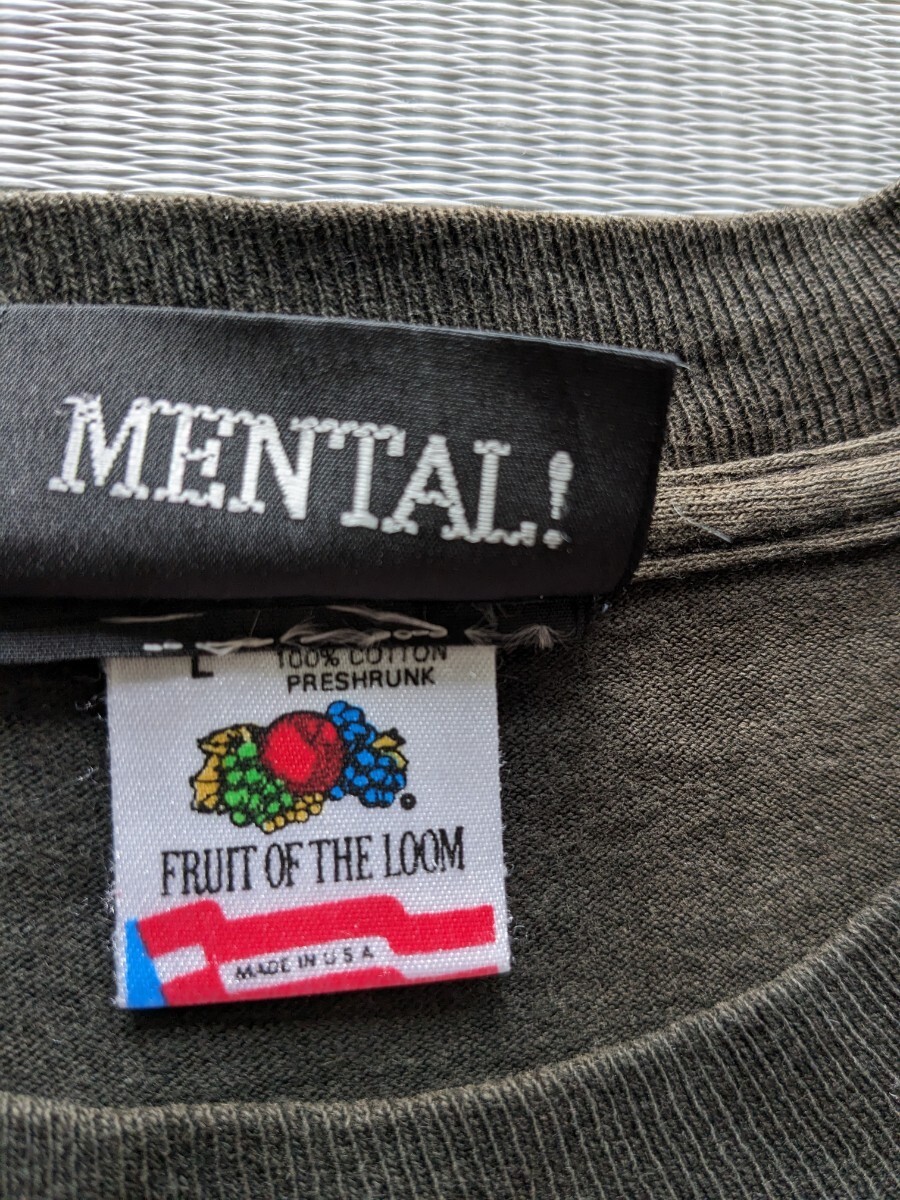 MENTAL!
L 100% COTTON
PRESHRUNK
FRUIT OF THE LOOM
MADE IN U S A